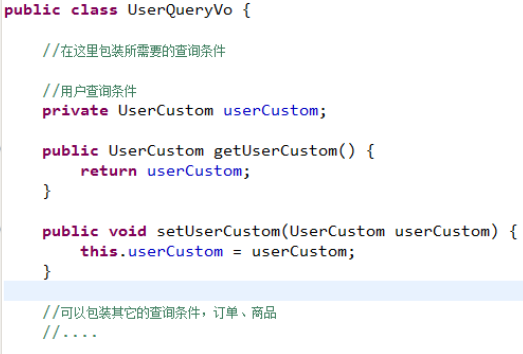 public class UserQueryVo {
//在这里包装所需要的查询条件
//用户查询条件
private UserCustom userCustom;
public UserCustom getUserCustom() {
return userCustom;
}
public void setUserCustom(UserCustom userCustom) {
this.userCustom = userCustom;
}
//可以包装其它的查询条件，订单、商品
//....